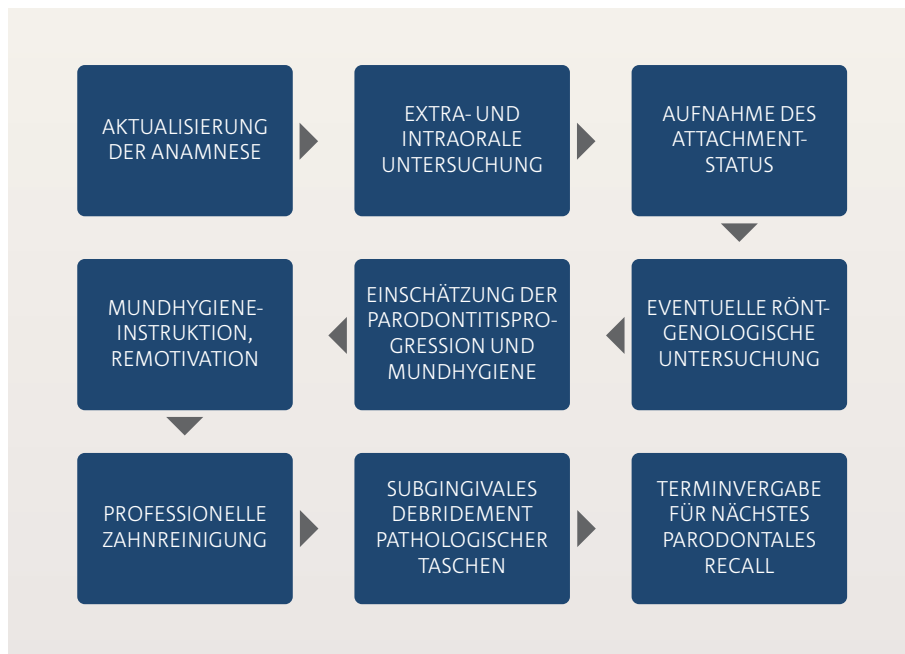 AKTUALISIERUNG
DER ANAMNESE
EXTRA- UND
INTRAORALE
UNTERSUCHUNG
AUFNAHME DES
ATTACHMENT-
STATUS
EVENTUELLE RÖNT-
GENOLOGISCHE
UNTERSUCHUNG
EINSCHÄTZUNG DER
PARODONTITISPRO-
GRESSION UND
MUNDHYGIENE
MUNDHYGIENE-
INSTRUKTION,
REMOTIVATION
PROFESSIONELLE
ZAHNREINIGUNG
SUBGINGIVALES
DEBRIDEMENT
PATHOLOGISCHER
TASCHEN
TERMINVERGABE
FÜR NÄCHSTES
PARODONTALES
RECALL